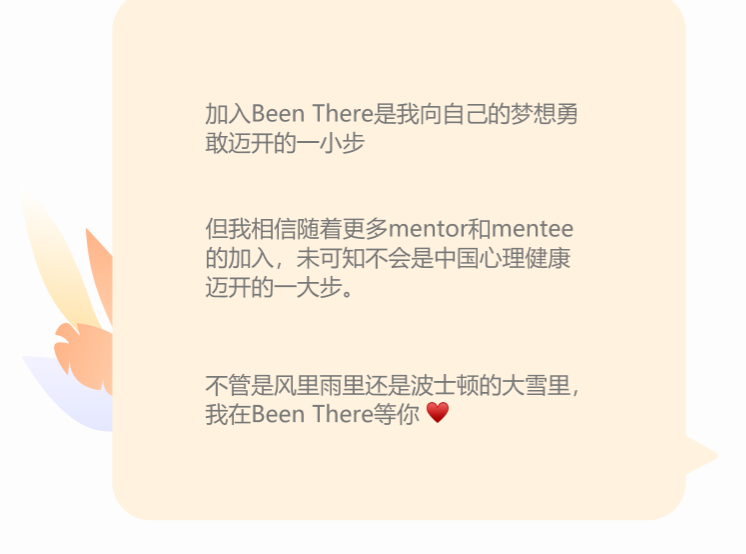 加入Been There是我向自己的梦想勇
敢迈开的一小步
但我相信随着更多mentor和mentee
的加入，未可知不会是中国心理健康
迈开的一大步。
不管是风里雨里还是波士顿的大雪里，
我在Been There等你 ♥